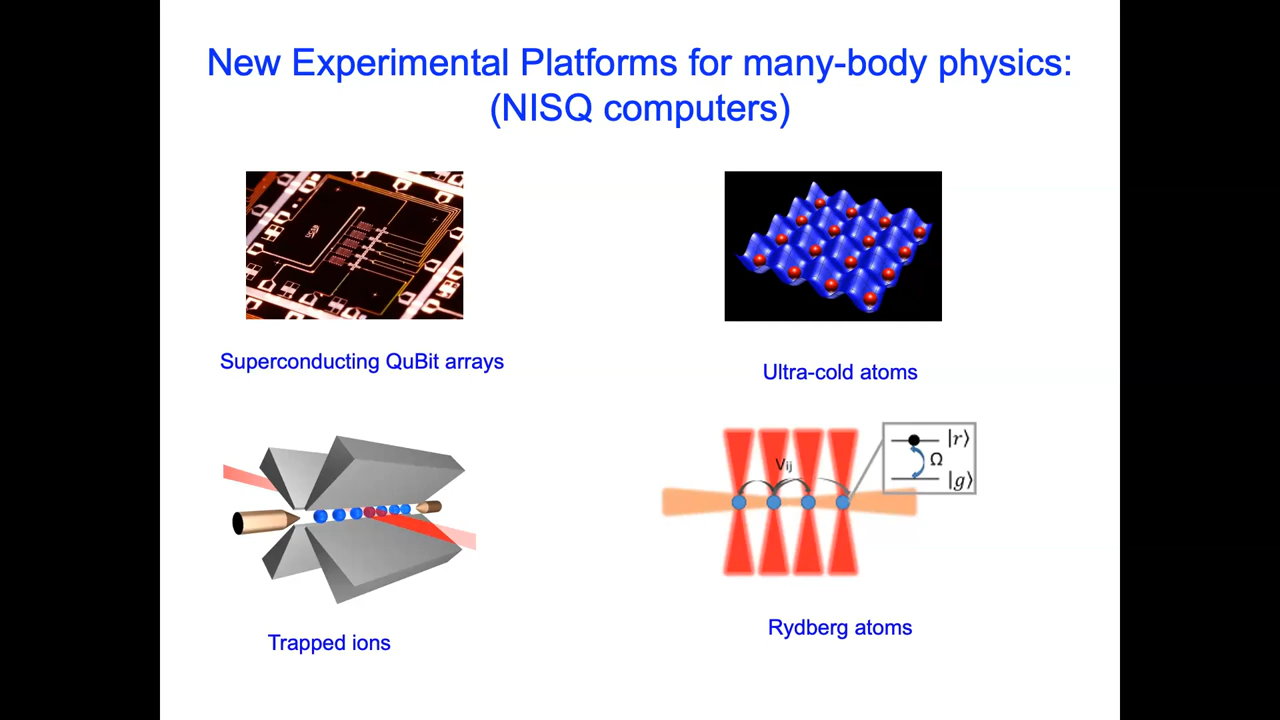 New Experimental Platforms for many-body physics:
(NISQ computers)
Superconducting QuBit arrays
Ultra-cold atoms
Vij
|r⟩
Ω
|g⟩
Trapped ions
Rydberg atoms